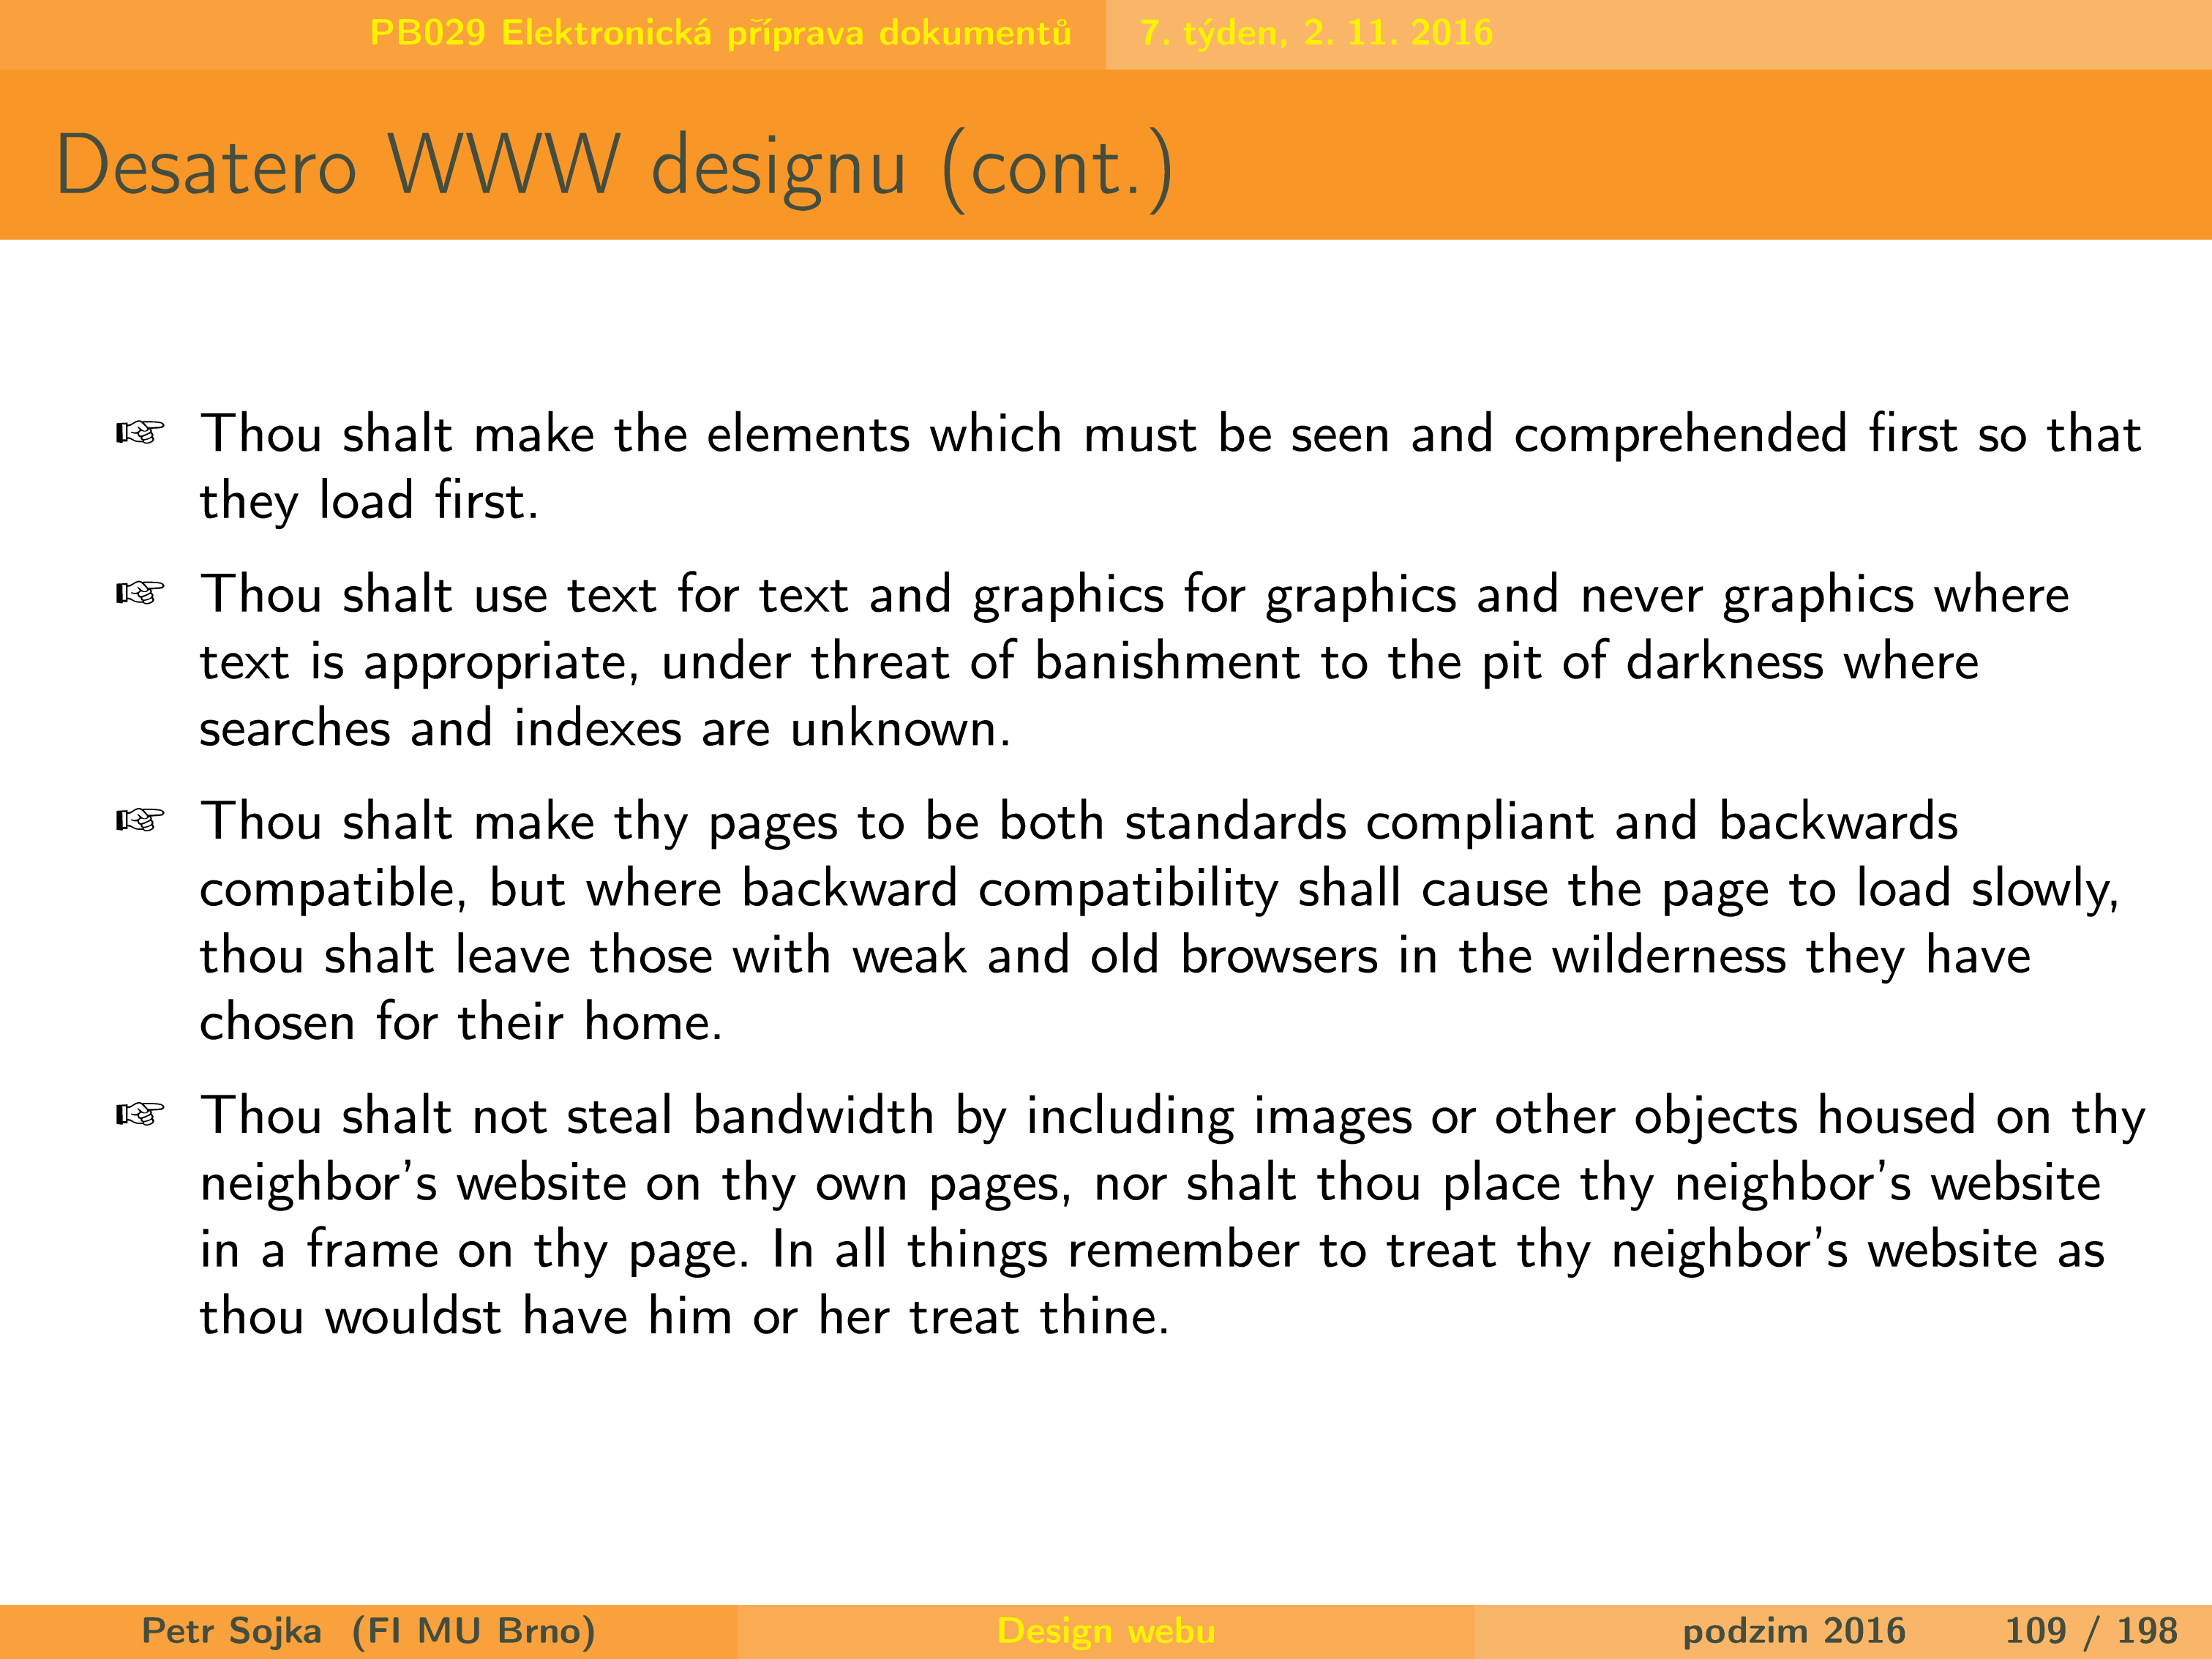 PB029 Elektronická příprava dokumentů 7. týden, 2. 11. 2016
Desatero WWW designu (cont.)
☞ Thou shalt make the elements which must be seen and comprehended first so that
they load first.
☞ Thou shalt use text for text and graphics for graphics and never graphics where
text is appropriate, under threat of banishment to the pit of darkness where
searches and indexes are unknown.
☞ Thou shalt make thy pages to be both standards compliant and backwards
compatible, but where backward compatibility shall cause the page to load slowly,
thou shalt leave those with weak and old browsers in the wilderness they have
chosen for their home.
☞ Thou shalt not steal bandwidth by including images or other objects housed on thy
neighbor's website on thy own pages, nor shalt thou place thy neighbor's website
in a frame on thy page. In all things remember to treat thy neighbor's website as
thou wouldst have him or her treat thine.
Petr Sojka (FI MU Brno) Design webu podzim 2016 109 / 198